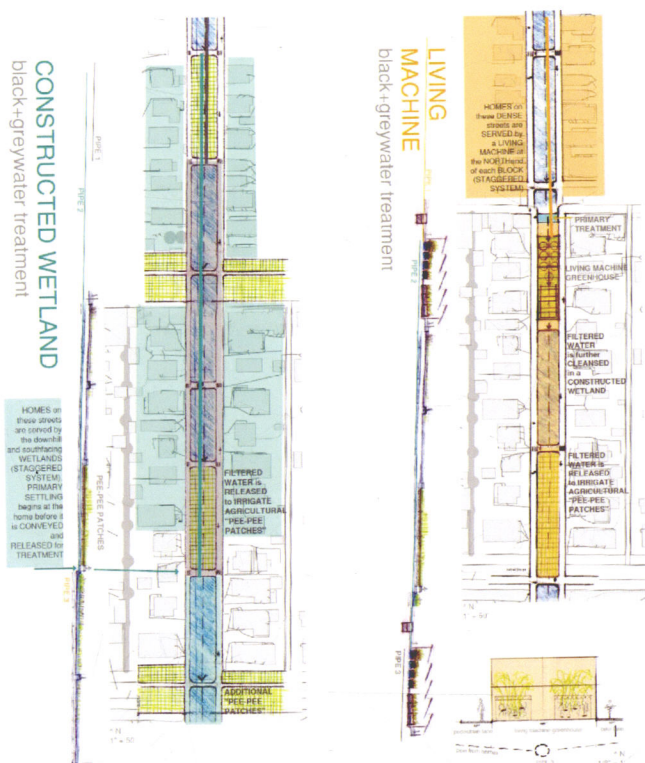 CONSTRUCTED WETLAND
black+greywater treatment
PIPE 1
PIPE 2
HOMES on
these streets
are served by
the downhill
and southfacing
WETLANDS
(STAGGERED
SYSTEM).
PRIMARY
SETTLING
begins at the
home before it
is CONVEYED
and
RELEASED for
TREATMENT
PEE-PEE PATCHES
PIPE 3
FILTERED
WATER is
RELEASED
to IRRIGATE
AGRICULTURAL
"PEE-PEE
PATCHES"
ADDITIONAL
"PEE-PEE
PATCHES"
N
LIVING
MACHINE
black+greywater treatment
PIPE 2
PIPE 3
HOMES on
these DENSE
streets are
SERVED by
a LIVING
MACHINE at
the NORTHend
of each BLOCK
(STAGGERED
SYSTEM)
PRIMARY
TREATMENT
LIVING MACHINE
GREENHOUSE
FILTERED
WATER
is further
CLEANSED
in a
CONSTRUCTED
WETLAND
FILTERED
WATER is
RELEASED
to IRRIGATE
AGRICULTURAL
"PEE-PEE
PATCHES"
N
N